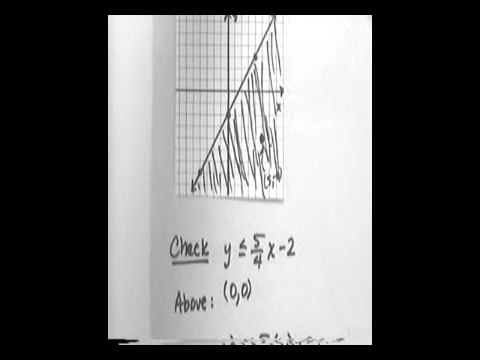 x
Check y ≤ 5/4 x - 2
Above: (0,0)